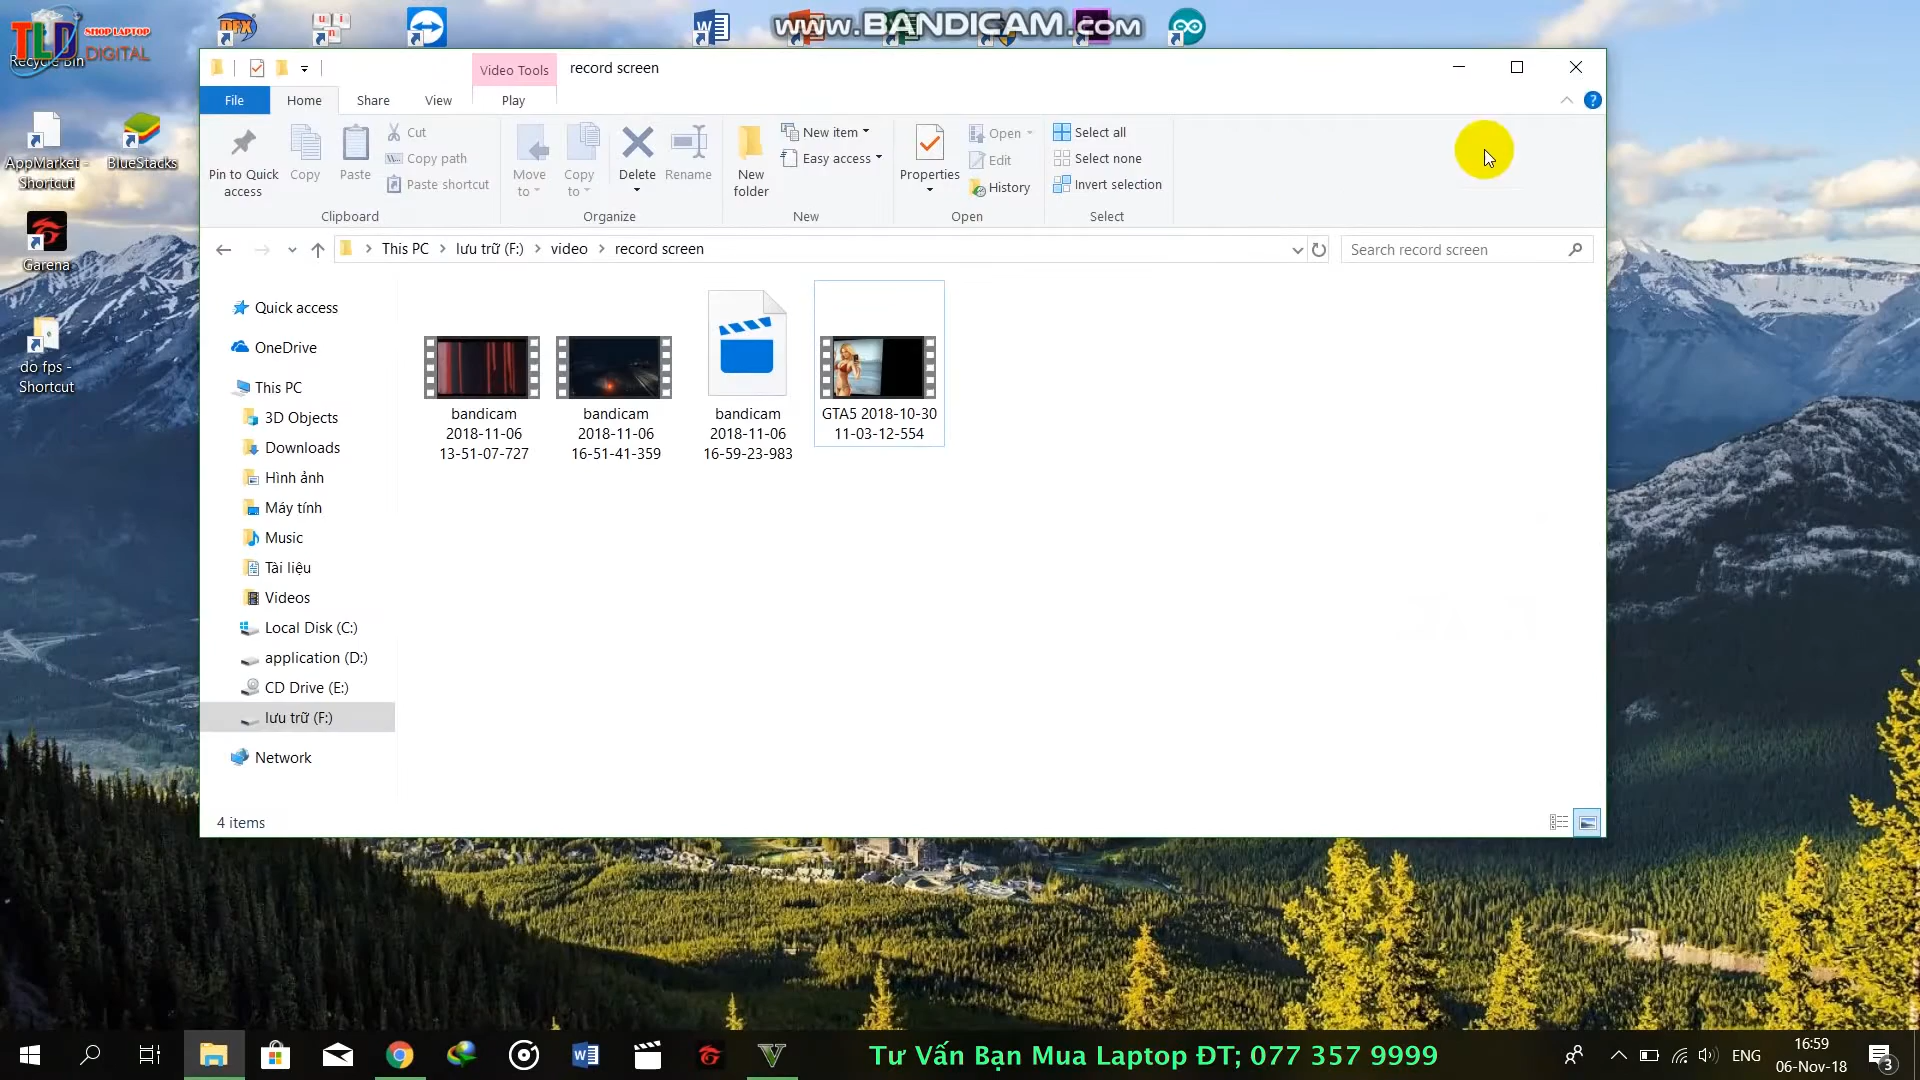 TLD SHOP LAPTOP DIGITAL
Recycle Bin
www.BANDICAM.com
AppMarket - Shortcut
BlueStacks
Garena
dò fps - Shortcut
Video Tools
record screen
File
Home
Share
View
Play
Pin to Quick access
Copy
Paste
Cut
Copy path
Paste shortcut
Clipboard
Move to
Copy to
Delete
Rename
Organize
New folder
New item
Easy access
New
Properties
Open
Edit
History
Open
Select all
Select none
Invert selection
Select
This PC > lưu trữ (F:) > video > record screen
Search record screen
Quick access
OneDrive
This PC
3D Objects
Downloads
Hình ảnh
Máy tính
Music
Tài liệu
Videos
Local Disk (C:)
application (D:)
CD Drive (E:)
lưu trữ (F:)
Network
bandicam
2018-11-06
13-51-07-727
bandicam
2018-11-06
16-51-41-359
bandicam
2018-11-06
16-59-23-983
GTA5 2018-10-30
11-03-12-554
4 items
Tư Vấn Bạn Mua Laptop ĐT; 077 357 9999
ENG
16:59
06-Nov-18
3